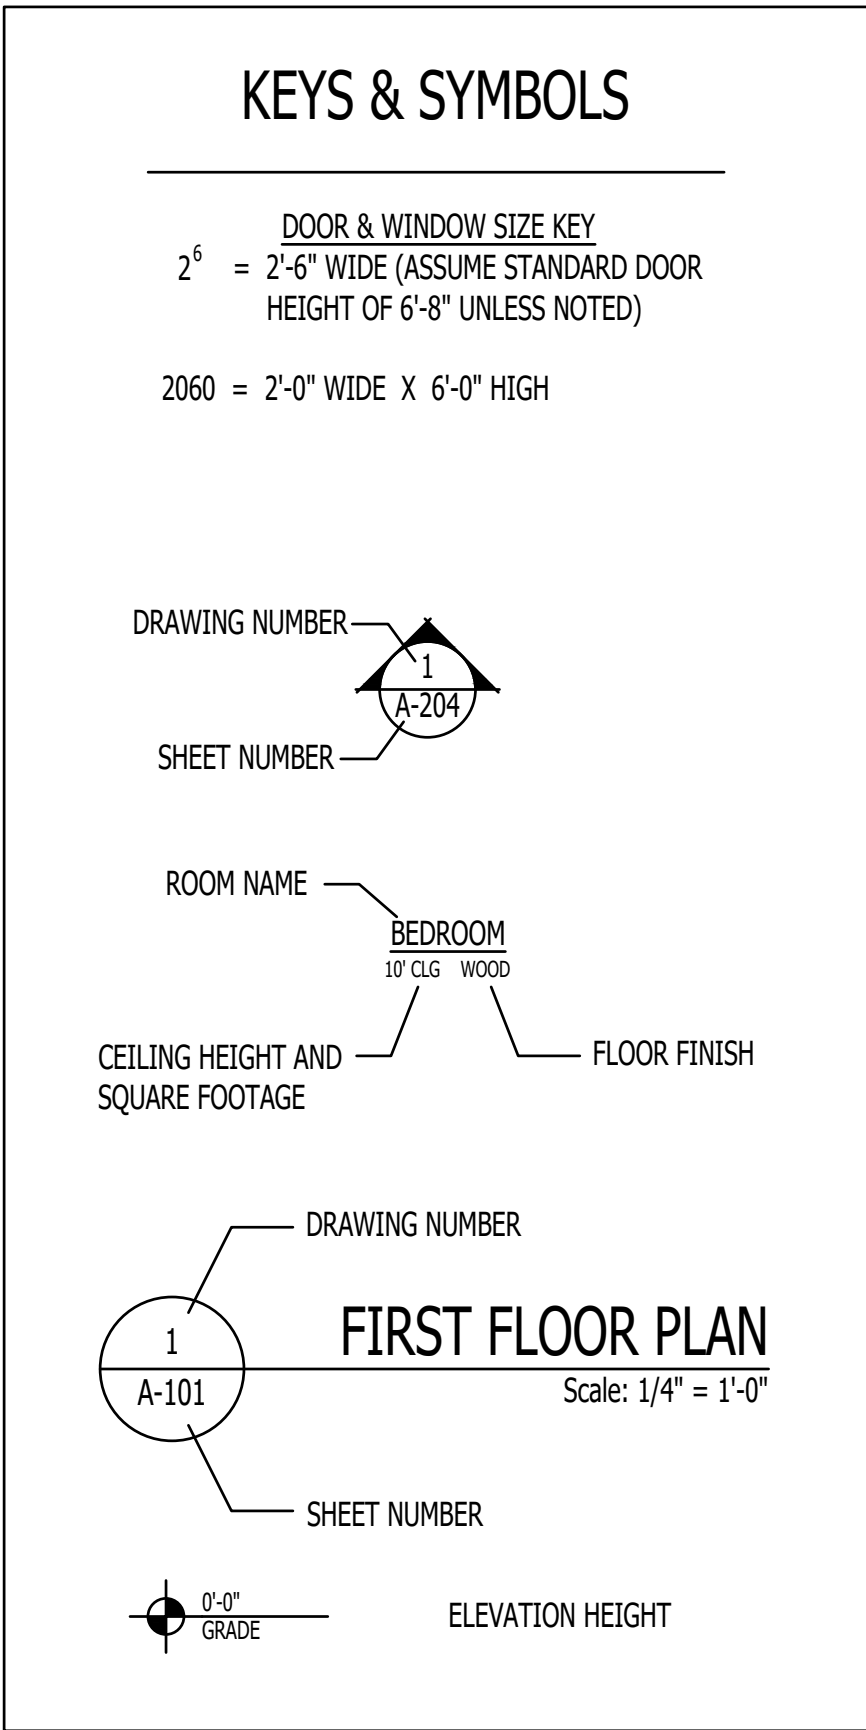 KEYS & SYMBOLS
DOOR & WINDOW SIZE KEY
2⁶ = 2'-6" WIDE (ASSUME STANDARD DOOR
HEIGHT OF 6'-8" UNLESS NOTED)
2060 = 2'-0" WIDE X 6'-0" HIGH
DRAWING NUMBER
1
A-204
SHEET NUMBER
ROOM NAME
BEDROOM
10' CLG WOOD
CEILING HEIGHT AND
SQUARE FOOTAGE
FLOOR FINISH
DRAWING NUMBER
1
FIRST FLOOR PLAN
A-101
Scale: 1/4" = 1'-0"
SHEET NUMBER
0'-0"
GRADE
ELEVATION HEIGHT